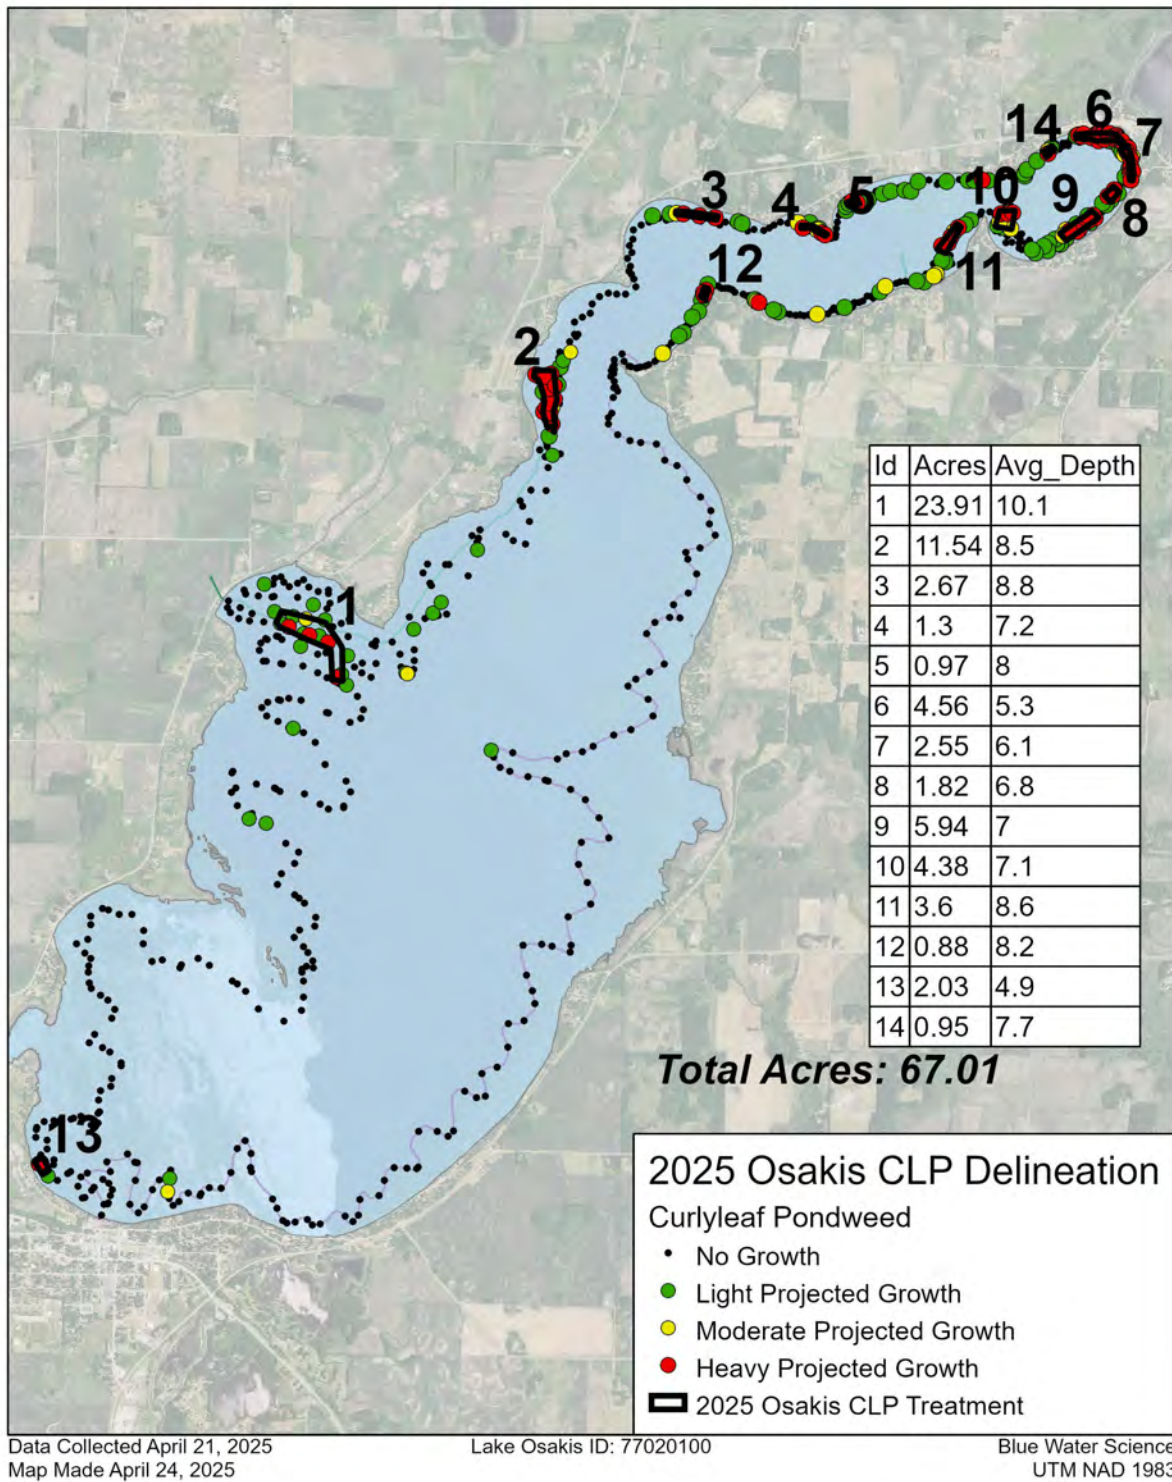 14
6
7
3
4
5
10
9
8
12
11
2
1
13
Id Acres Avg_Depth
1 23.91 10.1
2 11.54 8.5
3 2.67 8.8
4 1.3 7.2
5 0.97 8
6 4.56 5.3
7 2.55 6.1
8 1.82 6.8
9 5.94 7
10 4.38 7.1
11 3.6 8.6
12 0.88 8.2
13 2.03 4.9
14 0.95 7.7
Total Acres: 67.01
2025 Osakis CLP Delineation
Curlyleaf Pondweed
No Growth
Light Projected Growth
Moderate Projected Growth
Heavy Projected Growth
2025 Osakis CLP Treatment
Data Collected April 21, 2025 Lake Osakis ID: 77020100 Blue Water Science
Map Made April 24, 2025 UTM NAD 1983